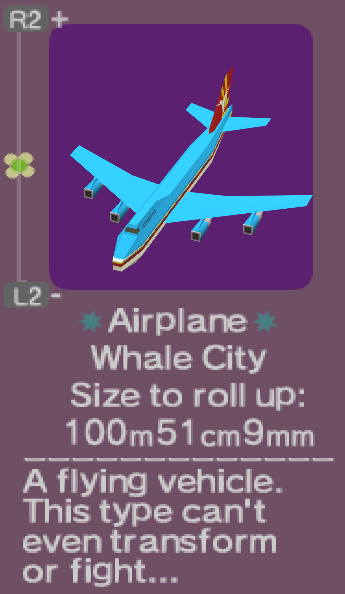 R2 +
L2 -
Airplane
Whale City
Size to roll up:
100m51cm9mm
A flying vehicle.
This type can't
even transform
or fight...